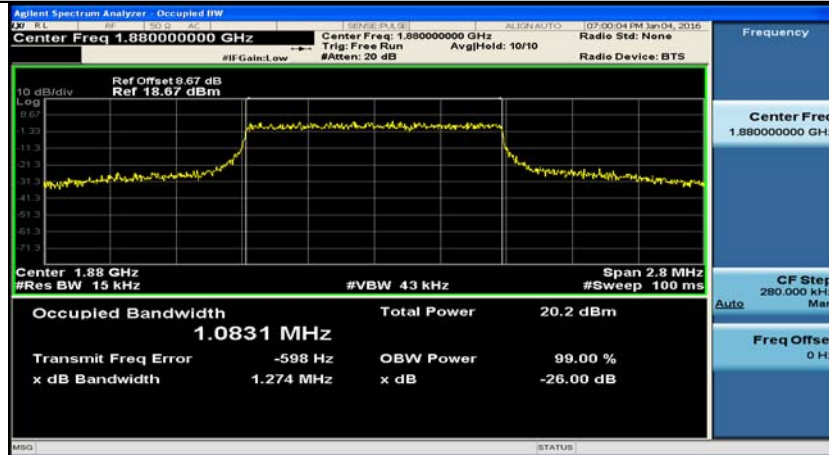 Agilent Spectrum Analyzer - Occupied BW
LXI RL RF 50 Ω AC SENSE:PULSE ALIGN AUTO 07:00:04 PM Jan 04, 2016
Center Freq 1.880000000 GHz
Center Freq: 1.880000000 GHz
Radio Std: None
Trig: Free Run Avg|Hold: 10/10
#IFGain:Low #Atten: 20 dB
Radio Device: BTS
Ref Offset 8.67 dB
10 dB/div Ref 18.67 dBm
Log
8.67
-1.33
-11.3
-21.3
-31.3
-41.3
-51.3
-61.3
-71.3
Center 1.88 GHz Span 2.8 MHz
#Res BW 15 kHz #VBW 43 kHz #Sweep 100 ms
Occupied Bandwidth Total Power 20.2 dBm
1.0831 MHz
Transmit Freq Error -598 Hz OBW Power 99.00 %
x dB Bandwidth 1.274 MHz x dB -26.00 dB
MSG STATUS
Frequency
Center Freq
1.880000000 GHz
CF Step
280.000 kHz
Auto Man
Freq Offset
0 Hz